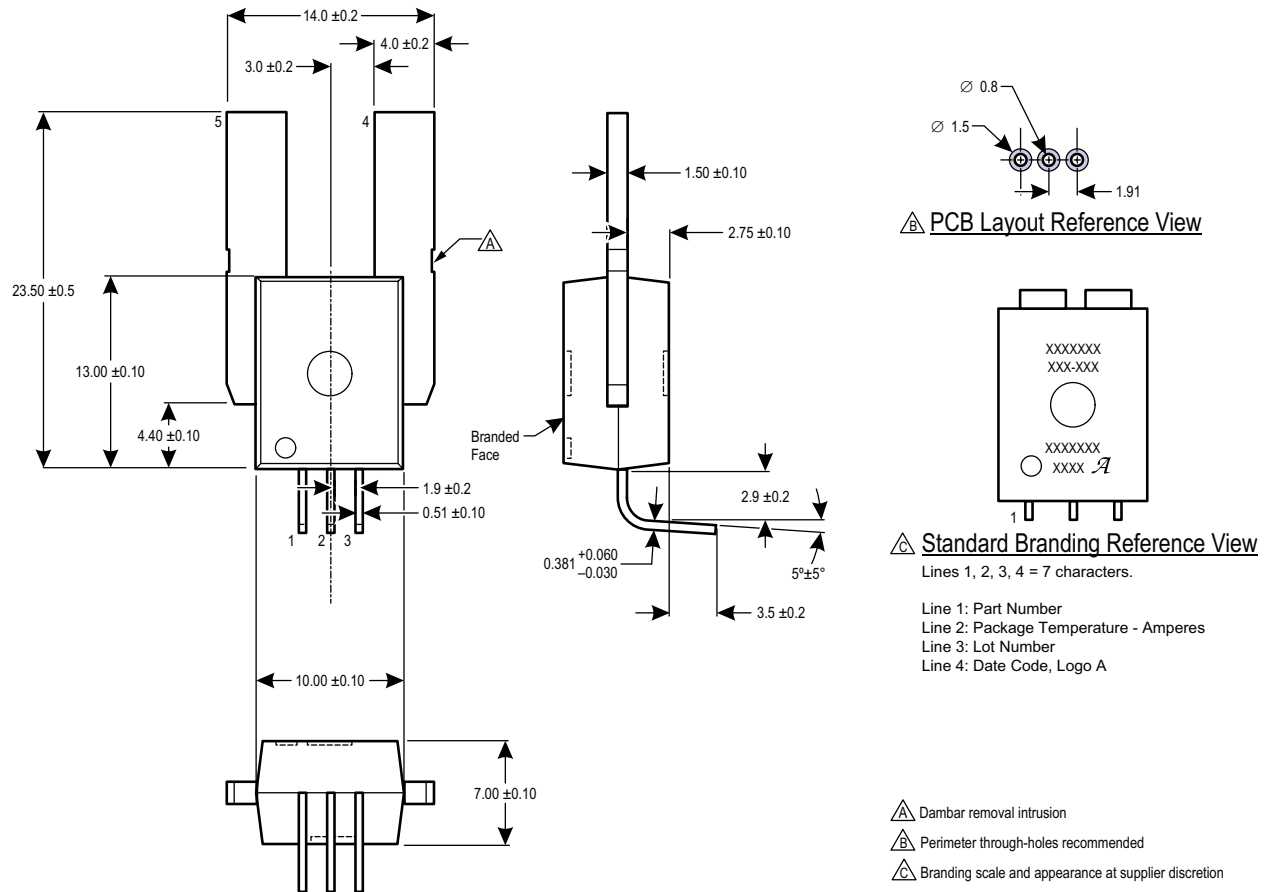 14.0 ±0.2
4.0 ±0.2
3.0 ±0.2
5
4
A
23.50 ±0.5
13.00 ±0.10
4.40 ±0.10
1.9 ±0.2
0.51 ±0.10
1 2 3
10.00 ±0.10
7.00 ±0.10
1.50 ±0.10
2.75 ±0.10
Branded
Face
2.9 ±0.2
0.381 +0.060
–0.030
5°±5°
3.5 ±0.2
∅ 0.8
∅ 1.5
1.91
B PCB Layout Reference View
XXXXXXX
XXX-XXX
XXXXXXX
XXXX A
1
C Standard Branding Reference View
Lines 1, 2, 3, 4 = 7 characters.
Line 1: Part Number
Line 2: Package Temperature - Amperes
Line 3: Lot Number
Line 4: Date Code, Logo A
A Dambar removal intrusion
B Perimeter through-holes recommended
C Branding scale and appearance at supplier discretion